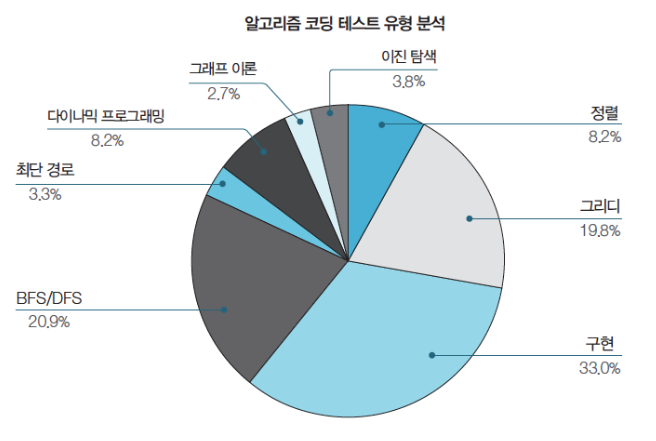 알고리즘 코딩 테스트 유형 분석
이진 탐색
3.8%
그래프 이론
2.7%
다이나믹 프로그래밍
8.2%
최단 경로
3.3%
BFS/DFS
20.9%
정렬
8.2%
그리디
19.8%
구현
33.0%